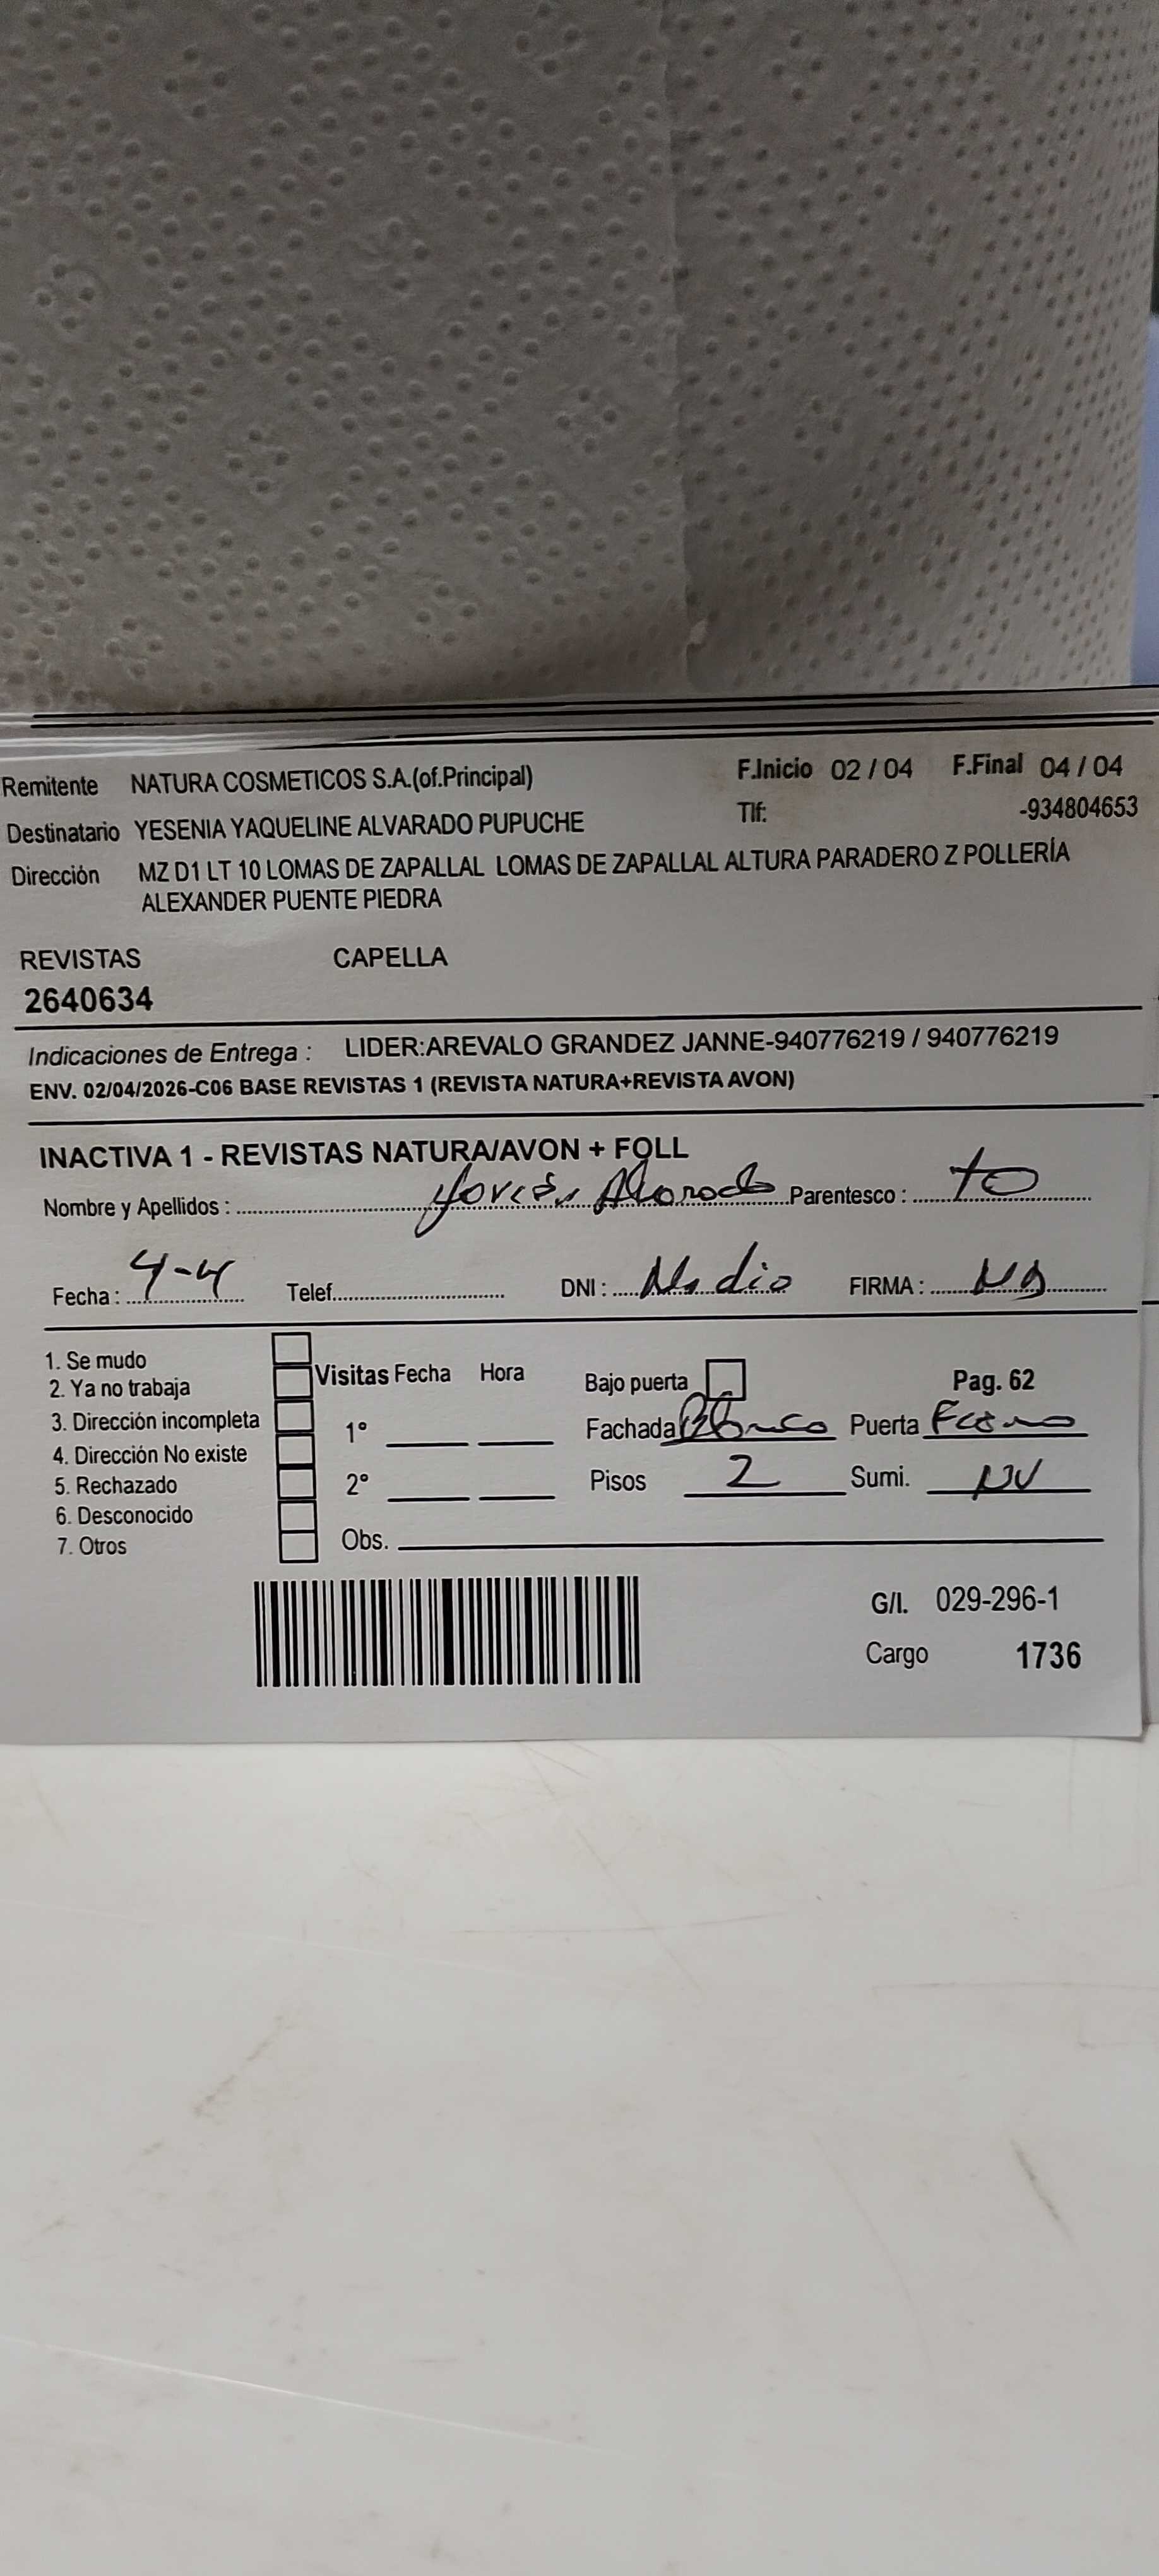 Remitente NATURA COSMETICOS S.A.(of.Principal) F.Inicio 02 / 04 F.Final 04 / 04
Destinatario YESENIA YAQUELINE ALVARADO PUPUCHE Tlf: -934804653
Dirección MZ D1 LT 10 LOMAS DE ZAPALLAL LOMAS DE ZAPALLAL ALTURA PARADERO Z POLLERÍA
ALEXANDER PUENTE PIEDRA
REVISTAS CAPELLA
2640634
Indicaciones de Entrega : LIDER:AREVALO GRANDEZ JANNE-940776219 / 940776219
ENV. 02/04/2026-C06 BASE REVISTAS 1 (REVISTA NATURA+REVISTA AVON)
INACTIVA 1 - REVISTAS NATURA/AVON + FOLL
Nombre y Apellidos : Parentesco :
Fecha : 4-4 Telef. DNI : FIRMA :
1. Se mudo
2. Ya no trabaja Visitas Fecha Hora Bajo puerta Pag. 62
3. Dirección incompleta 1° Fachada Puerta
4. Dirección No existe
5. Rechazado 2° Pisos 2 Sumi. NV
6. Desconocido
7. Otros Obs.
G/I. 029-296-1
Cargo 1736